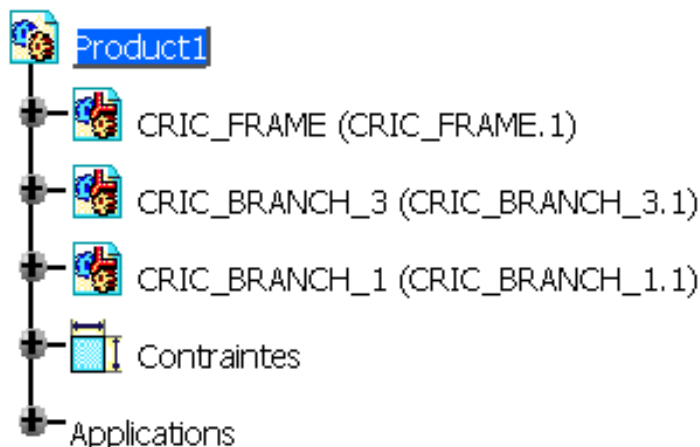 Product1
CRIC_FRAME (CRIC_FRAME.1)
CRIC_BRANCH_3 (CRIC_BRANCH_3.1)
CRIC_BRANCH_1 (CRIC_BRANCH_1.1)
Contraintes
Applications